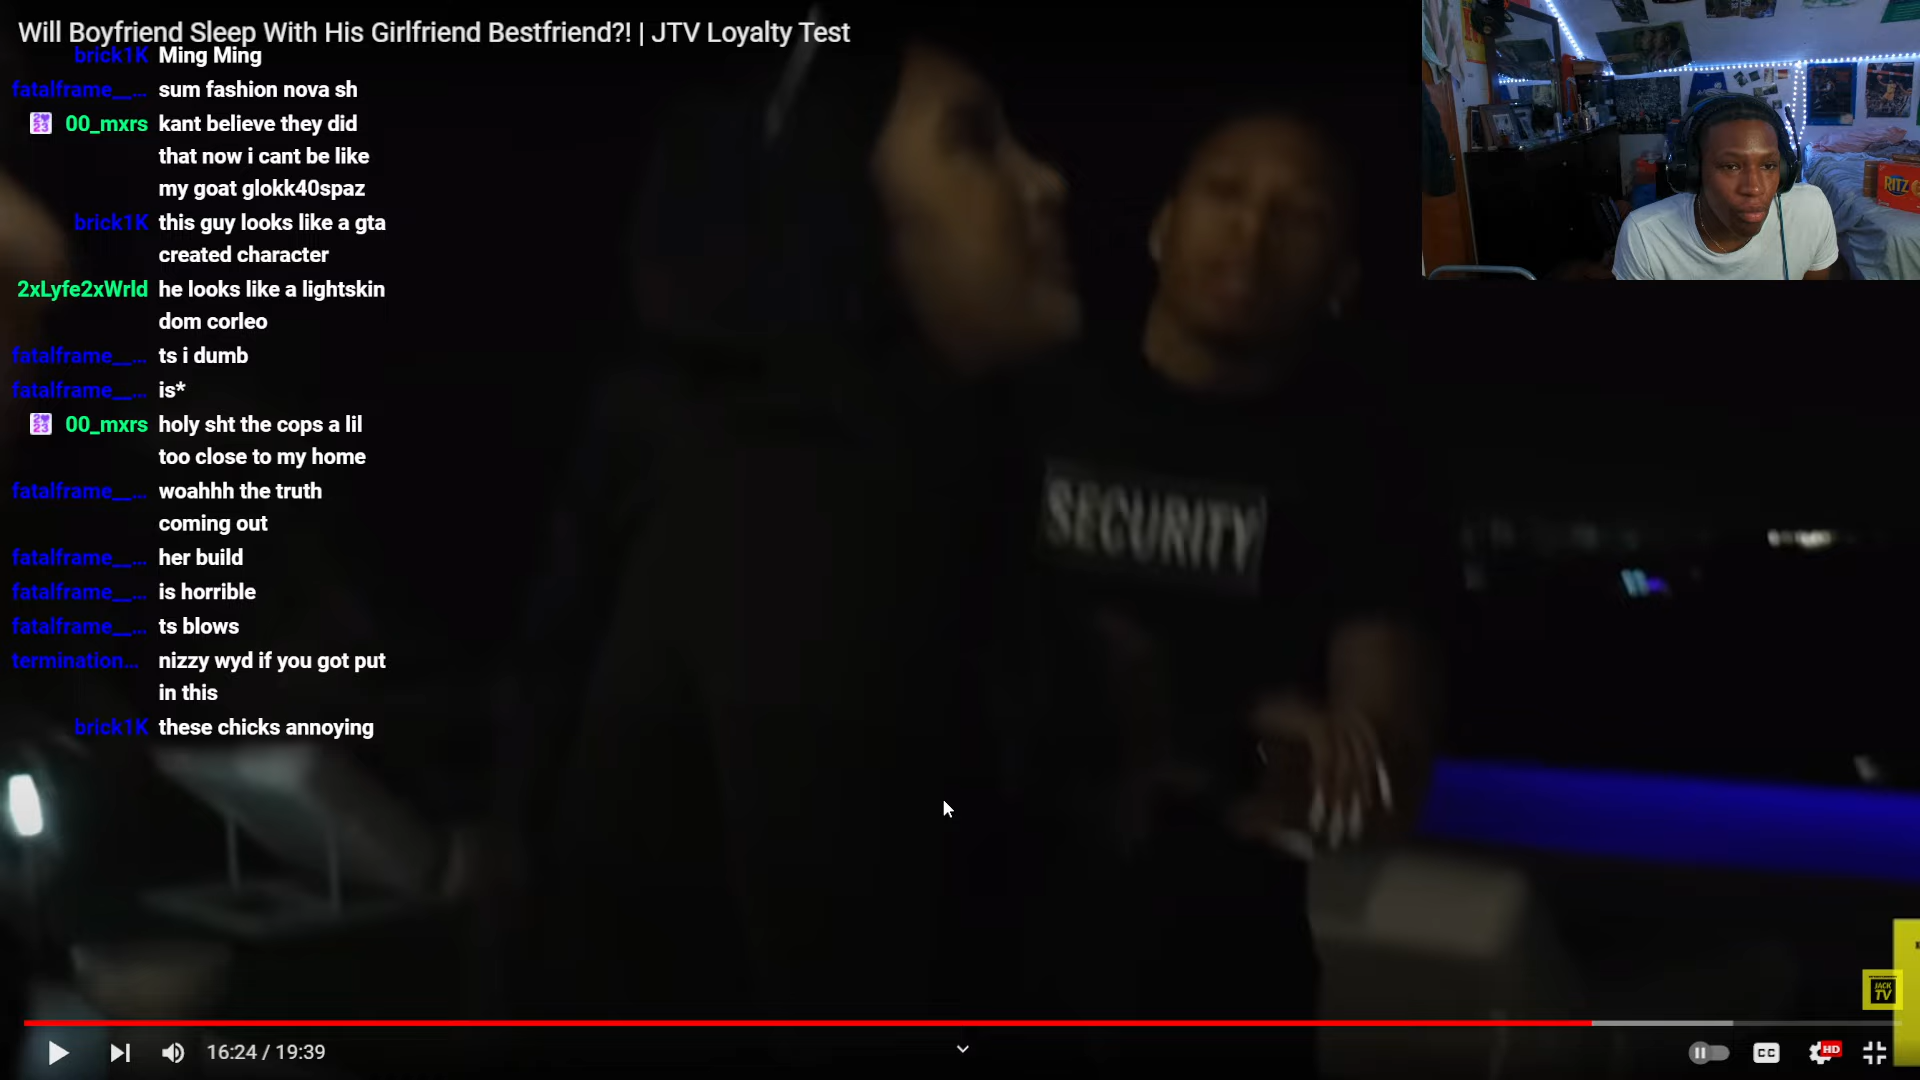 Will Boyfriend Sleep With His Girlfriend Bestfriend?! | JTV Loyalty Test
brick1K Ming Ming
fatalframe__... sum fashion nova sh
00_mxrs kant believe they did
that now i cant be like
my goat glokk40spaz
brick1K this guy looks like a gta
created character
2xLyfe2xWrld he looks like a lightskin
dom corleo
fatalframe__... ts i dumb
fatalframe__... is*
00_mxrs holy sht the cops a lil
too close to my home
fatalframe__... woahhh the truth
coming out
fatalframe__... her build
fatalframe__... is horrible
fatalframe__... ts blows
termination... nizzy wyd if you got put
in this
brick1K these chicks annoying
SECURITY
RITZ
JACK
TV
16:24 / 19:39
CC
HD